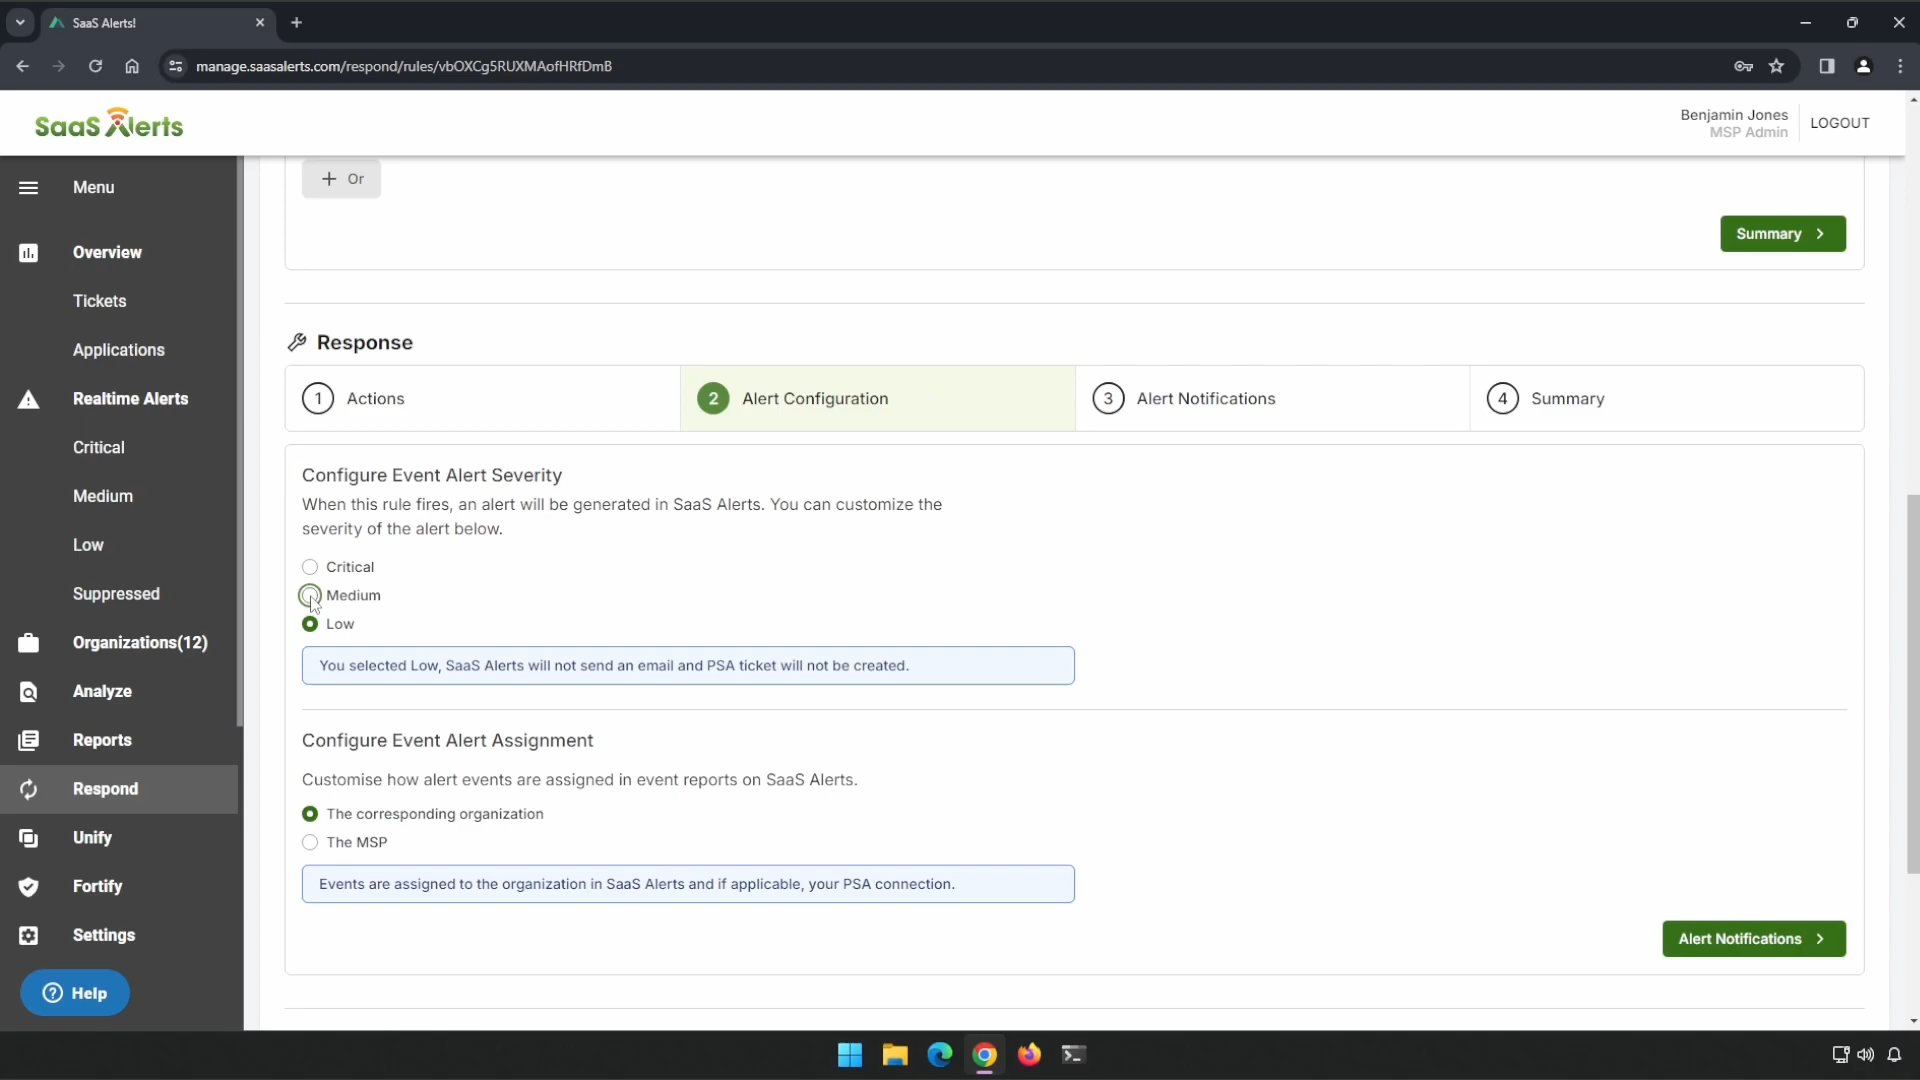 SaaS Alerts!
manage.saasalerts.com/respond/rules/vbOXCg5RUXMAofHRfDmB
SaaS Alerts
Benjamin Jones
MSP Admin
LOGOUT
Menu
Overview
Tickets
Applications
Realtime Alerts
Critical
Medium
Low
Suppressed
Organizations(12)
Analyze
Reports
Respond
Unify
Fortify
Settings
Help
Or
Summary
Response
1 Actions
2 Alert Configuration
3 Alert Notifications
4 Summary
Configure Event Alert Severity
When this rule fires, an alert will be generated in SaaS Alerts. You can customize the
severity of the alert below.
Critical
Medium
Low
You selected Low, SaaS Alerts will not send an email and PSA ticket will not be created.
Configure Event Alert Assignment
Customise how alert events are assigned in event reports on SaaS Alerts.
The corresponding organization
The MSP
Events are assigned to the organization in SaaS Alerts and if applicable, your PSA connection.
Alert Notifications